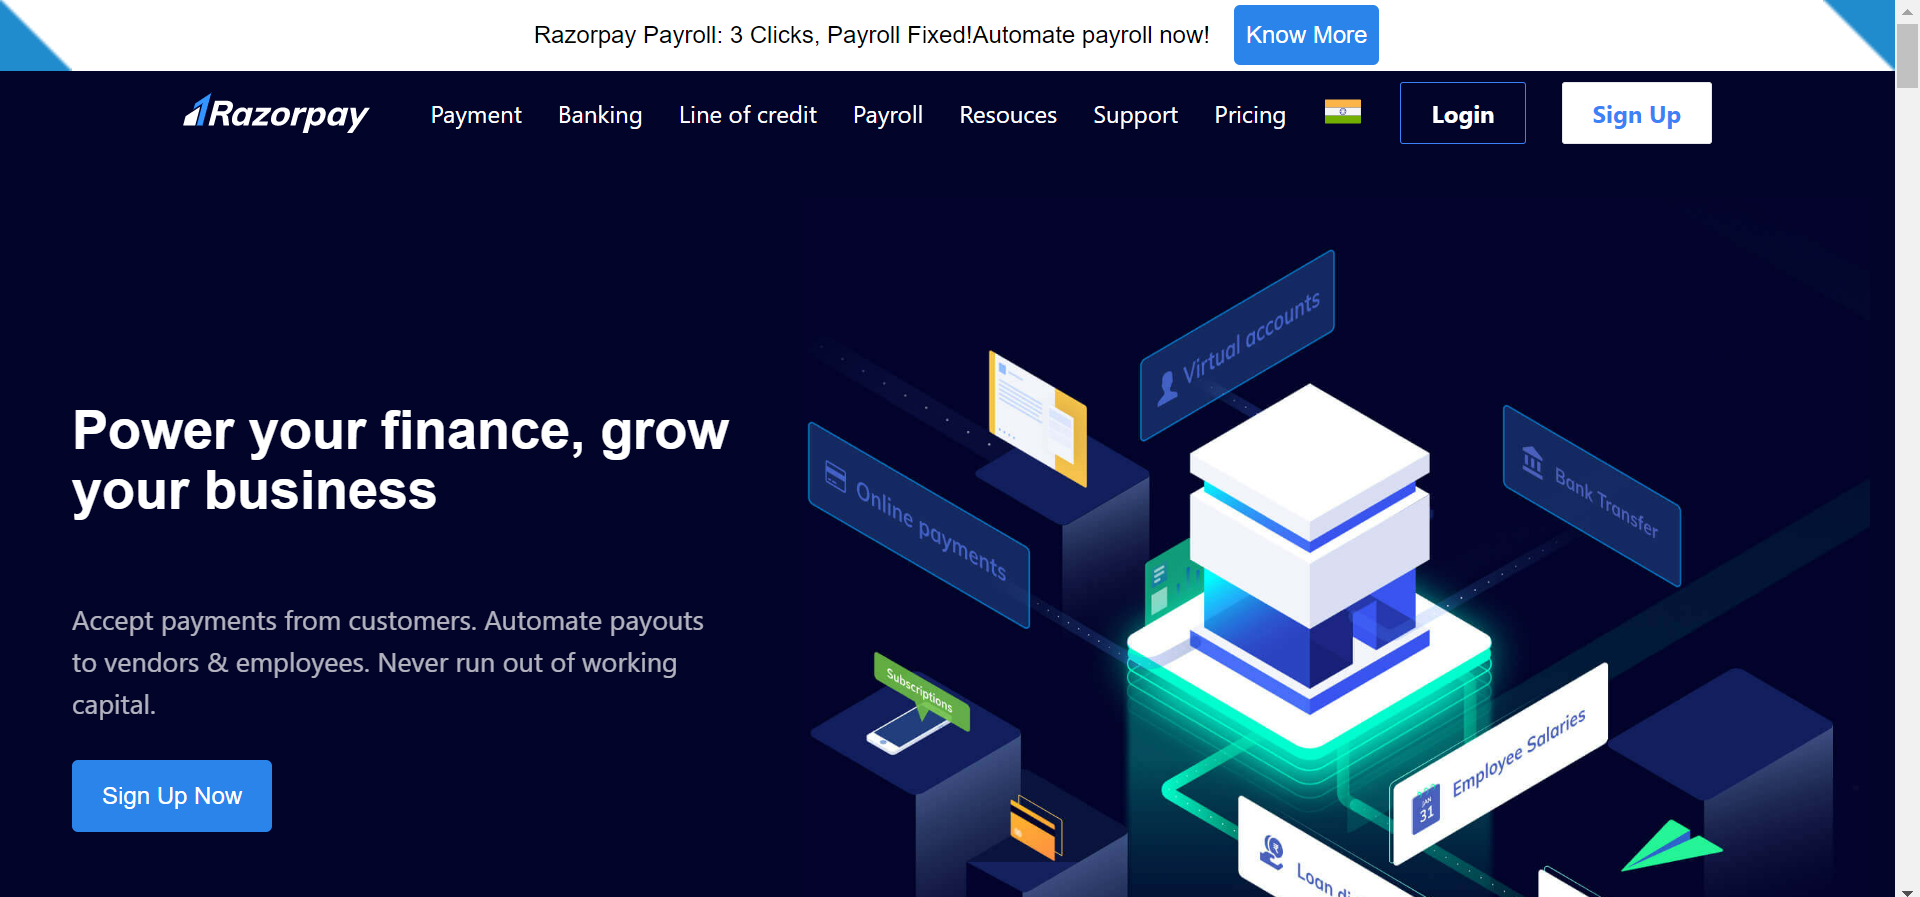 Razorpay Payroll: 3 Clicks, Payroll Fixed!Automate payroll now!
Know More
Razorpay
Payment
Banking
Line of credit
Payroll
Resouces
Support
Pricing
Login
Sign Up
Power your finance, grow
your business
Accept payments from customers. Automate payouts
to vendors & employees. Never run out of working
capital.
Sign Up Now
Virtual accounts
Online payments
Bank Transfer
Subscriptions
Employee Salaries
JAN
31
Loan